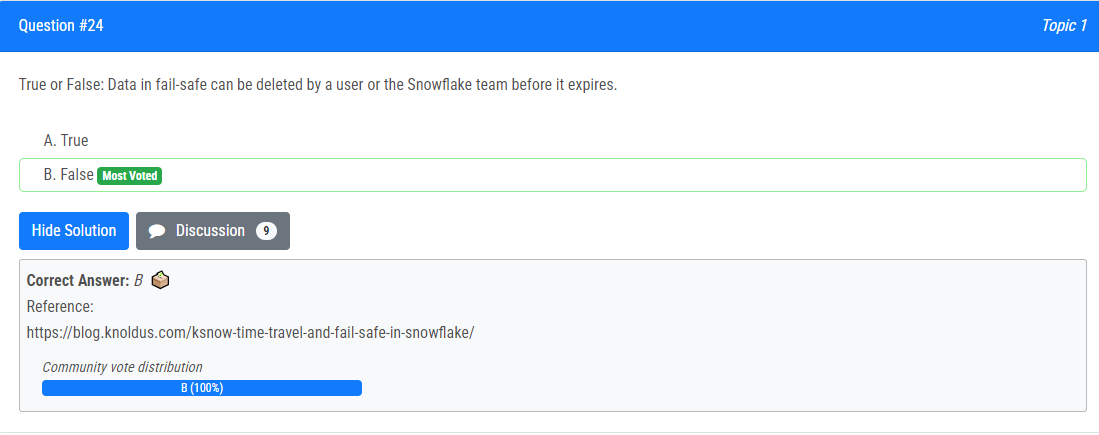 Question #24
Topic 1
True or False: Data in fail-safe can be deleted by a user or the Snowflake team before it expires.
A. True
B. False Most Voted
Hide Solution
Discussion 9
Correct Answer: B
Reference:
https://blog.knoldus.com/ksnow-time-travel-and-fail-safe-in-snowflake/
Community vote distribution
B (100%)